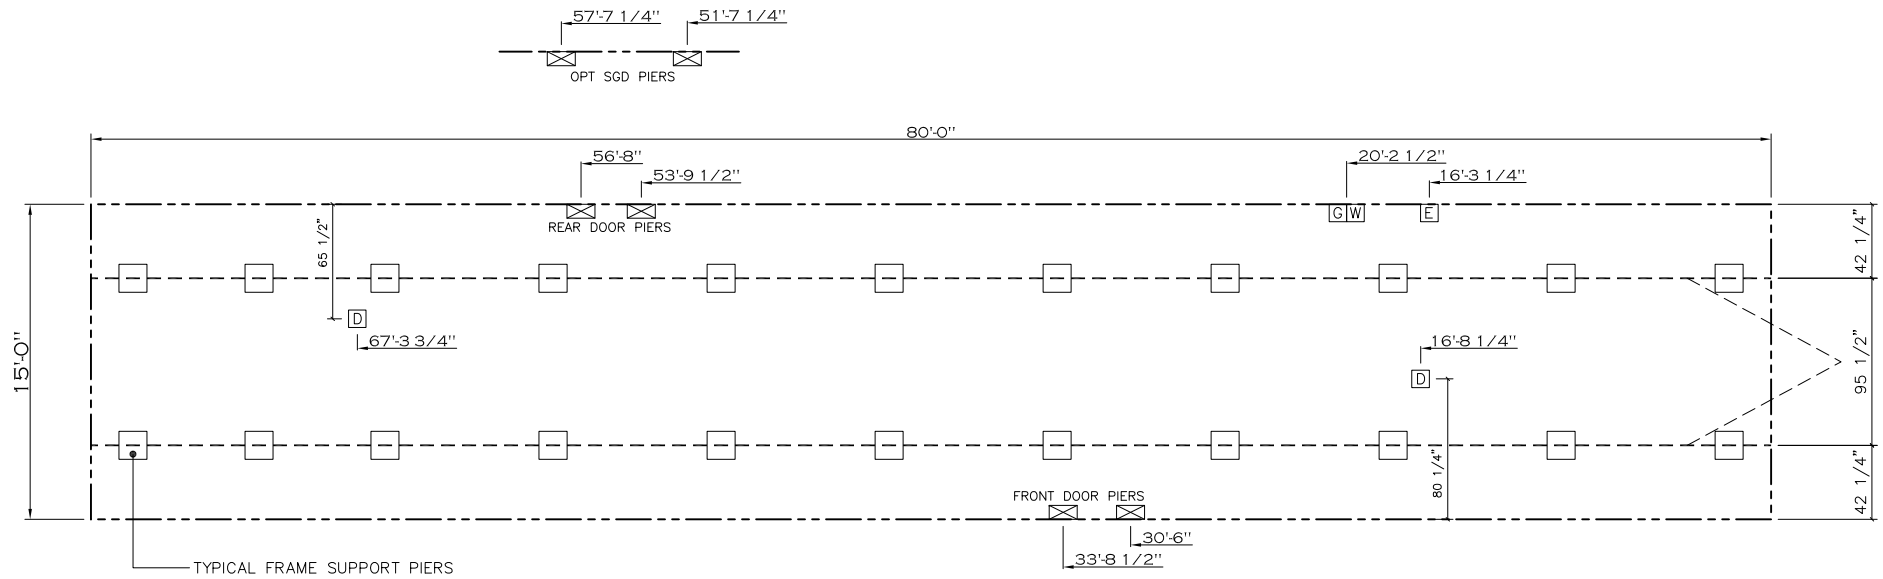 57'-7 1/4" 51'-7 1/4"
OPT SGD PIERS
80'-0"
56'-8" 20'-2 1/2"
53'-9 1/2" 16'-3 1/4"
G W E
REAR DOOR PIERS
65 1/2"
42 1/4"
D
67'-3 3/4" 16'-8 1/4"
15'-0"
95 1/2"
D
80 1/4"
42 1/4"
FRONT DOOR PIERS
30'-6"
33'-8 1/2"
TYPICAL FRAME SUPPORT PIERS